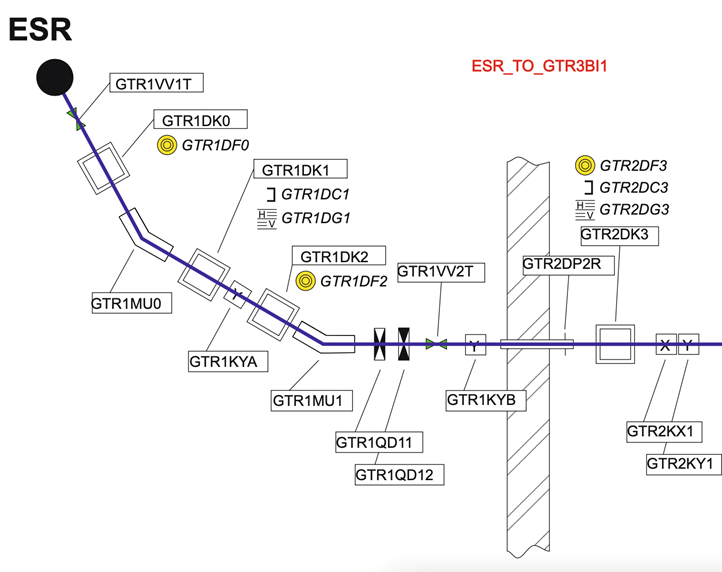 ESR
ESR_TO_GTR3BI1
GTR1VV1T
GTR1DK0
GTR1DF0
GTR1DK1
GTR1DC1
H
V
GTR1DG1
GTR2DF3
GTR2DC3
H
V
GTR2DG3
GTR2DK3
GTR1DK2
GTR1DF2
GTR1VV2T
GTR2DP2R
GTR1MU0
Y
GTR1KYA
Y
X
Y
GTR1MU1
GTR1KYB
GTR1QD11
GTR2KX1
GTR1QD12
GTR2KY1